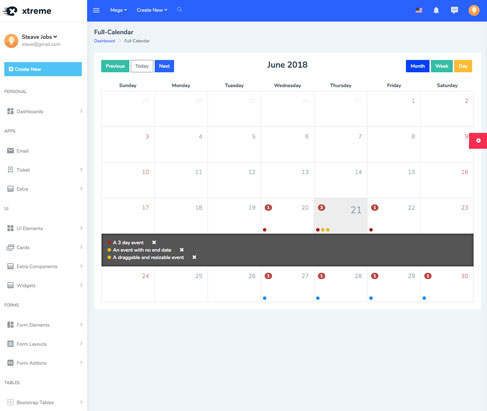 xtreme
Mega
Create New
Steave Jobs
steave@gmail.com
Create New
PERSONAL
Dashboards
APPS
Email
Ticket
Extra
UI
UI Elements
Cards
Extra Components
Widgets
FORMS
Form Elements
Form Layouts
Form Addons
TABLES
Bootstrap Tables
Full-Calendar
Dashboard Full-Calendar
Previous Today Next
June 2018
Month Week Day
Sunday Monday Tuesday Wednesday Thursday Friday Saturday
27 28 29 30 31 1 2
3 4 5 6 7 8 9
10 11 12 13 14 15 16
17 18 19 1 20 3 21 1 22 23
A 3 day event
An event with no end date
A draggable and resizable event
24 25 26 1 27 1 28 1 29 1 30